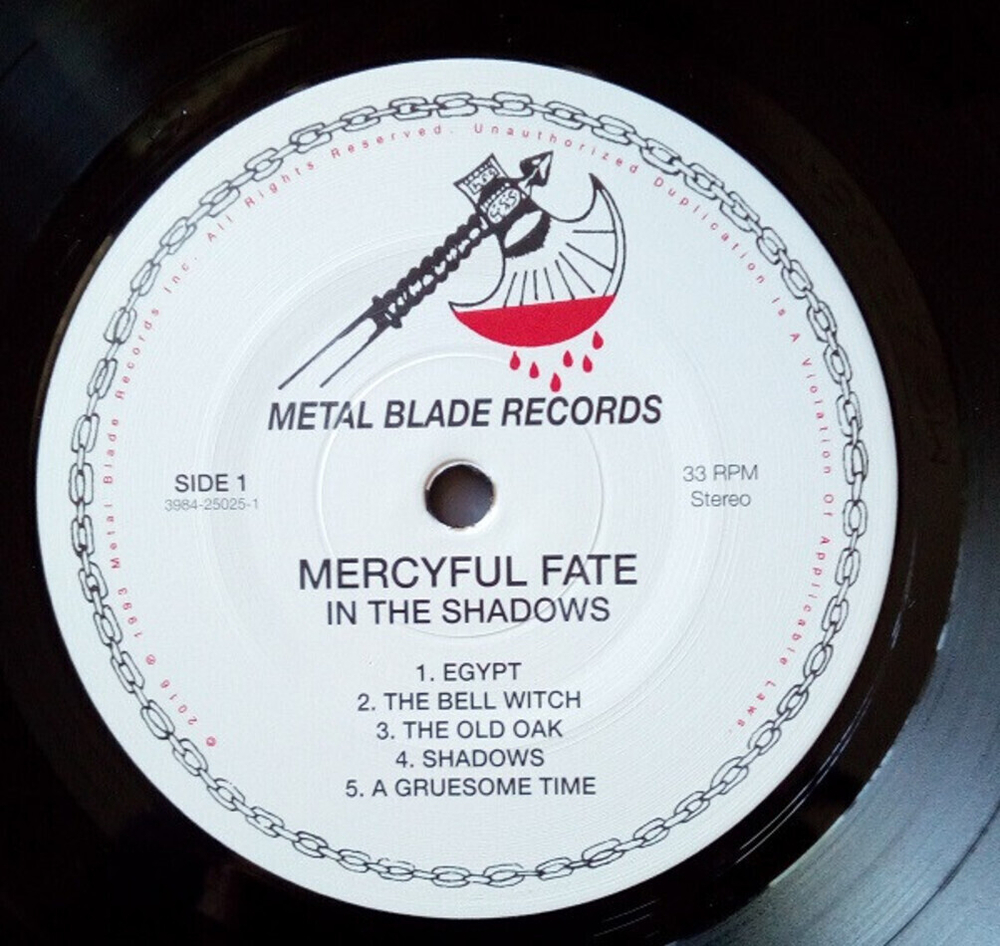 © 2016 ℗ 1993 Metal Blade Records Inc. All Rights Reserved. Unauthorized Duplication Is A Violation Of Applicable Laws.
METAL BLADE RECORDS
SIDE 1
3984-25025-1
33 RPM
Stereo
MERCYFUL FATE
IN THE SHADOWS
1. EGYPT
2. THE BELL WITCH
3. THE OLD OAK
4. SHADOWS
5. A GRUESOME TIME